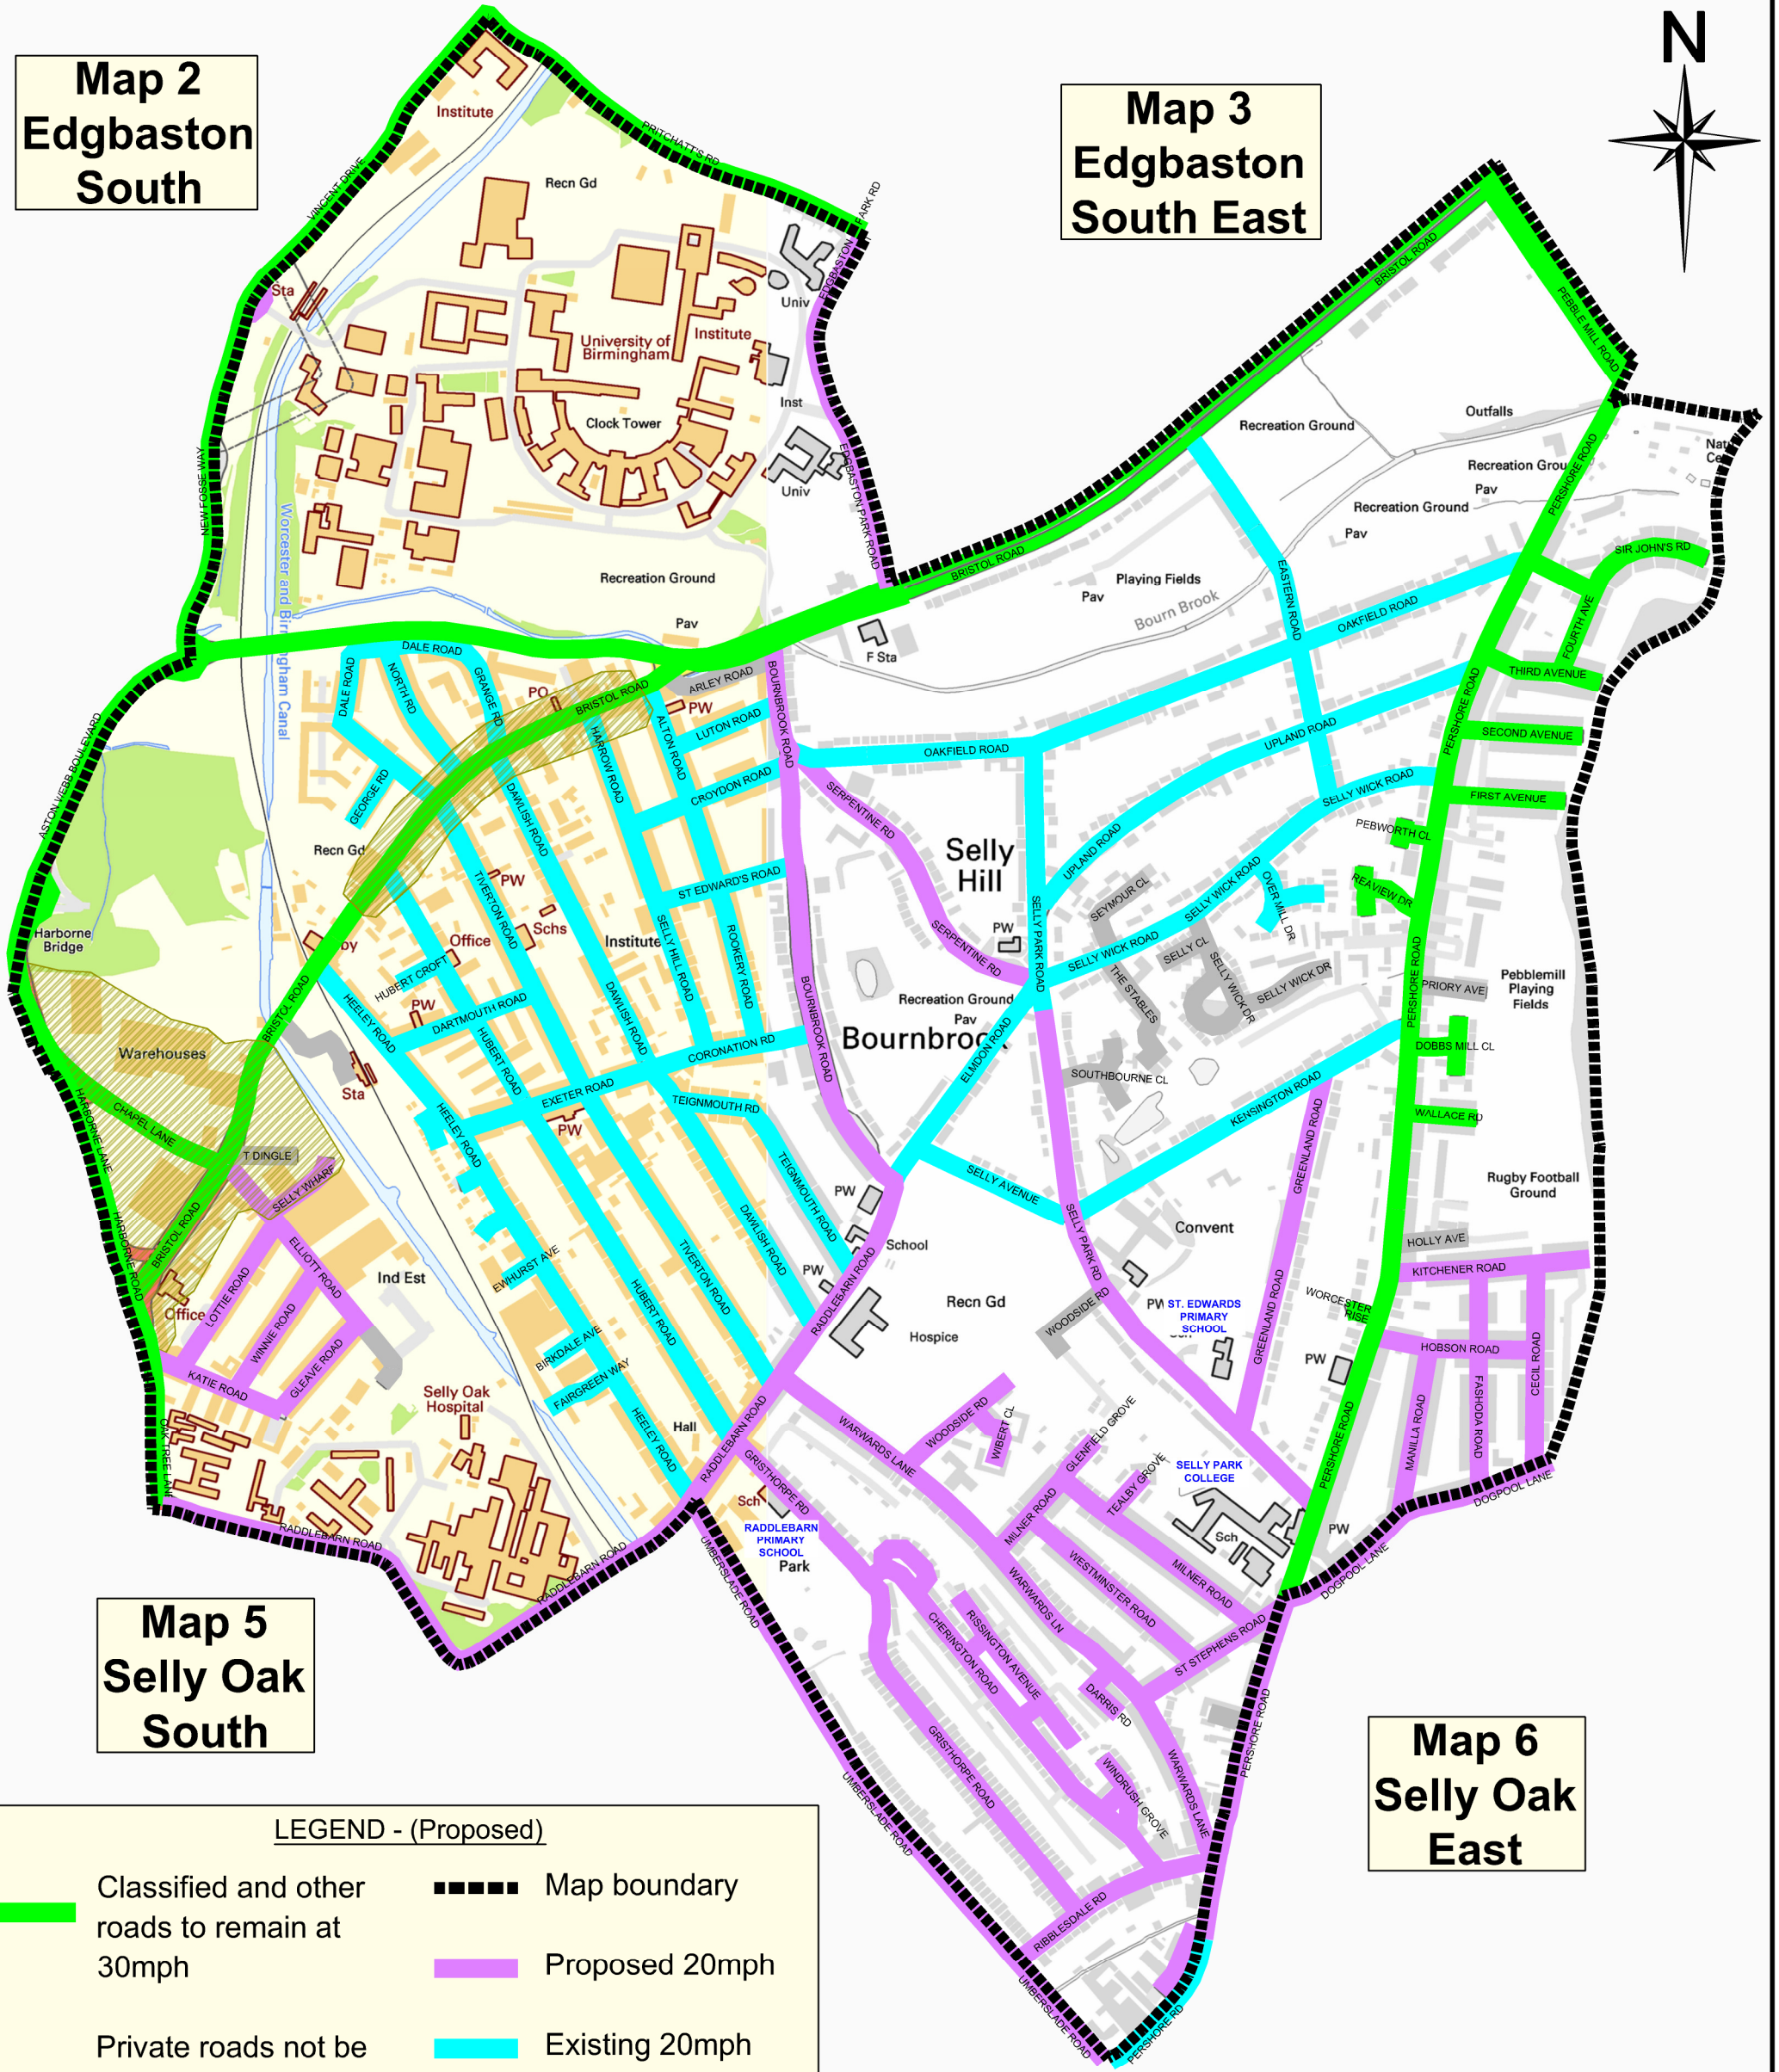 Map 2
Edgbaston
South
Map 3
Edgbaston
South East
N
Institute
PRITCHATT'S RD
VINCENT DRIVE
Recn Gd
PARK RD
EDGBASTON
Sta
Univ
University of
Birmingham
Institute
Inst
Clock Tower
Univ
EDGBASTON PARK ROAD
NEW FOSSE WAY
Worcester and Birmingham Canal
Recreation Ground
Pav
BRISTOL ROAD
BRISTOL ROAD
PEBBLE MILL ROAD
Recreation Ground
Outfalls
Recreation Grou
Pav
Recreation Ground
Pav
PERSHORE ROAD
SIR JOHN'S RD
FOURTH AVE
THIRD AVENUE
SECOND AVENUE
FIRST AVENUE
Playing Fields
Pav
Bourn Brook
F Sta
EASTERN ROAD
OAKFIELD ROAD
UPLAND ROAD
PERSHORE ROAD
OAKFIELD ROAD
SELLY WICK ROAD
PEBWORTH CL
REAVIEW DR
DALE ROAD
DALE ROAD
NORTH RD
GRANGE RD
PO
BRISTOL ROAD
ARLEY ROAD
PW
LUTON ROAD
ALTON ROAD
HARROW ROAD
CROYDON ROAD
BOURNBROOK ROAD
GEORGE RD
DAWLISH ROAD
ASTON WEBB BOULEVARD
Recn Gd
SERPENTINE RD
Selly
Hill
UPLAND ROAD
SEYMOUR CL
SELLY WICK ROAD
OVER MILL DR
ST EDWARD'S ROAD
TIVERTON ROAD
PW
Schs
Office
Institute
SELLY HILL ROAD
ROOKERY ROAD
PW
SERPENTINE RD
SELLY PARK ROAD
SELLY WICK ROAD
SELLY CL
SELLY WICK DR
SELLY WICK DR
THE STABLES
PERSHORE ROAD
PRIORY AVE
Pebblemill
Playing
Fields
Harborne
Bridge
HUBERT CROFT
PW
DARTMOUTH ROAD
DAWLISH ROAD
HEELEY ROAD
BRISTOL ROAD
Recreation Ground
Pav
Bournbrook
BOURNBROOK ROAD
CORONATION RD
ELMDON ROAD
SOUTHBOURNE CL
DOBBS MILL CL
KENSINGTON ROAD
WALLACE RD
Warehouses
Sta
HUBERT ROAD
EXETER ROAD
PW
TEIGNMOUTH RD
CHAPEL LANE
HARBORNE LANE
HEELEY ROAD
T DINGLE
SELLY WHARF
TEIGNMOUTH ROAD
SELLY AVENUE
GREENLAND ROAD
Rugby Football
Ground
PW
HARBORNE ROAD
BRISTOL ROAD
ELLIOTT ROAD
Ind Est
EWHURST AVE
TIVERTON ROAD
DAWLISH ROAD
School
PW
SELLY PARK RD
Convent
HOLLY AVE
KITCHENER ROAD
Office
LOTTIE ROAD
WINNIE ROAD
GLEAVE ROAD
HUBERT ROAD
RADDLEBARN ROAD
Hospice
Recn Gd
WOODSIDE RD
ST. EDWARDS
PRIMARY
SCHOOL
GREENLAND ROAD
WORCESTER
RISE
HOBSON ROAD
CECIL ROAD
PW
BIRKDALE AVE
FAIRGREEN WAY
KATIE ROAD
OAK TREE LANE
Selly Oak
Hospital
Hall
HEELEY ROAD
RADDLEBARN ROAD
WARWARDS LANE
WOODSIDE RD
WIBERT CL
GLENFIELD GROVE
TEALBY GROVE
SELLY PARK
COLLEGE
PERSHORE ROAD
MANILLA ROAD
FASHODA ROAD
DOGPOOL LANE
GRISTHORPE RD
Sch
RADDLEBARN
PRIMARY
SCHOOL
Park
MILNER ROAD
Sch
PW
DOGPOOL LANE
RADDLEBARN ROAD
RADDLEBARN ROAD
UMBERSLADE ROAD
WESTMINSTER ROAD
MILNER ROAD
WARWARDS LN
ST STEPHENS ROAD
CHERINGTON ROAD
RISSINGTON AVENUE
DARRIS RD
PERSHORE ROAD
Map 5
Selly Oak
South
GRISTHORPE ROAD
WINDRUSH GROVE
WARWARDS LANE
UMBERSLADE ROAD
Map 6
Selly Oak
East
RIBBLESDALE RD
UMBERSLADE ROAD
PERSHORE RD
LEGEND - (Proposed)
Classified and other
roads to remain at
30mph
Map boundary
Proposed 20mph
Private roads not be
Existing 20mph